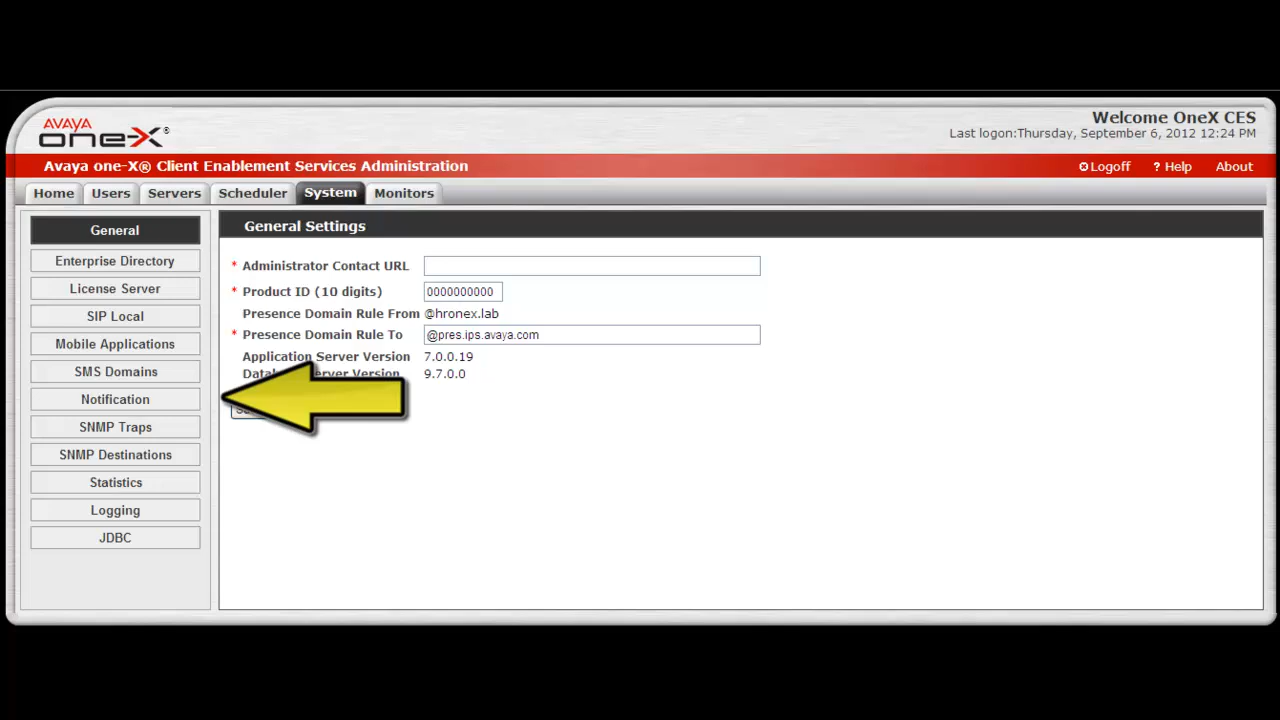 AVAYA
one-X®
Welcome OneX CES
Last logon:Thursday, September 6, 2012 12:24 PM
Avaya one-X® Client Enablement Services Administration
Logoff
? Help
About
Home
Users
Servers
Scheduler
System
Monitors
General
Enterprise Directory
License Server
SIP Local
Mobile Applications
SMS Domains
Notification
SNMP Traps
SNMP Destinations
Statistics
Logging
JDBC
General Settings
* Administrator Contact URL
* Product ID (10 digits) 0000000000
Presence Domain Rule From @hronex.lab
* Presence Domain Rule To @pres.ips.avaya.com
Application Server Version 7.0.0.19
Server Version 9.7.0.0